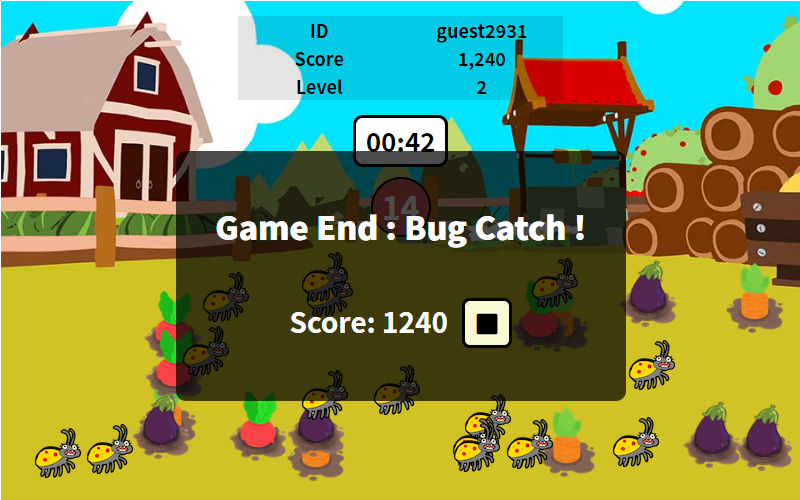 ID guest2931
Score 1,240
Level 2
00:42
14
Game End : Bug Catch !
Score: 1240